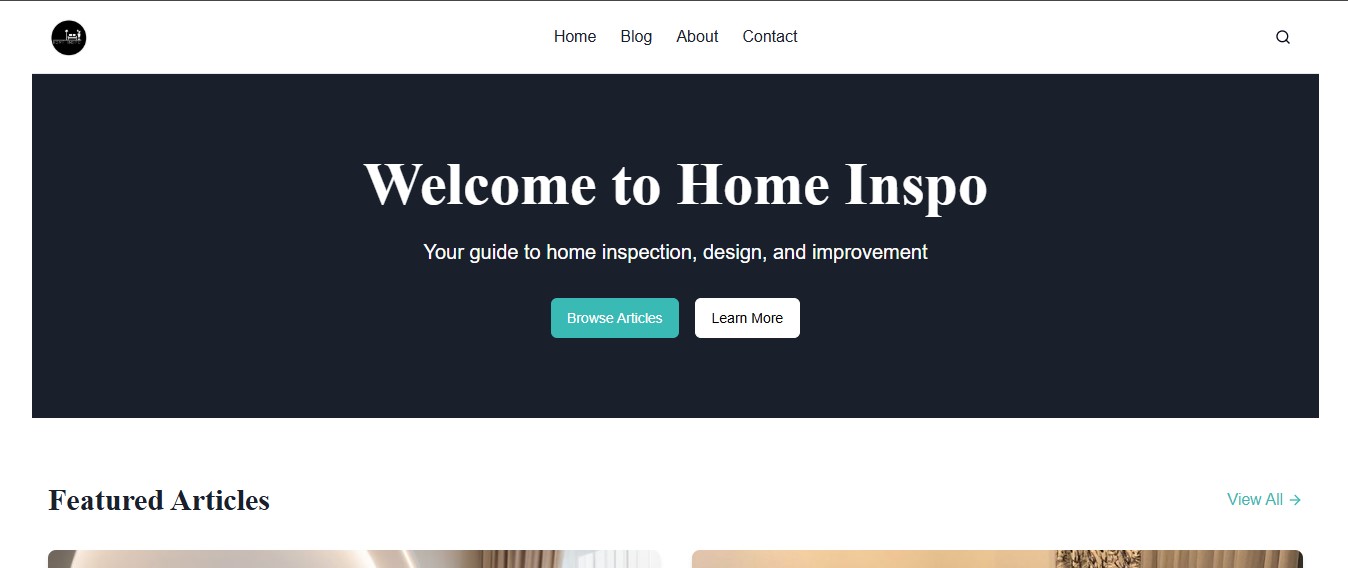 Home Blog About Contact
Welcome to Home Inspo
Your guide to home inspection, design, and improvement
Browse Articles Learn More
Featured Articles View All →